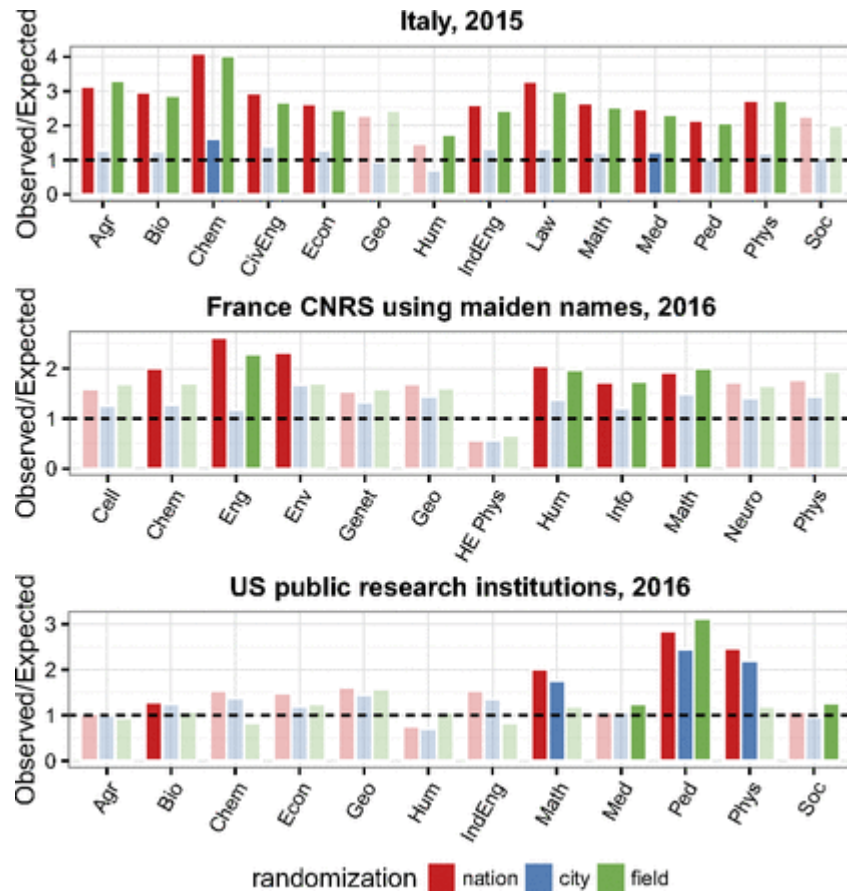 Italy, 2015
Observed/Expected
4
3
2
1
0
Agr Bio Chem CivEng Econ Geo Hum IndEng Law Math Med Ped Phys Soc
France CNRS using maiden names, 2016
Observed/Expected
2
1
0
Cell Chem Eng Env Genet Geo HE Phys Hum Info Math Neuro Phys
US public research institutions, 2016
Observed/Expected
3
2
1
0
Agr Bio Chem Econ Geo Hum IndEng Math Med Ped Phys Soc
randomization nation city field